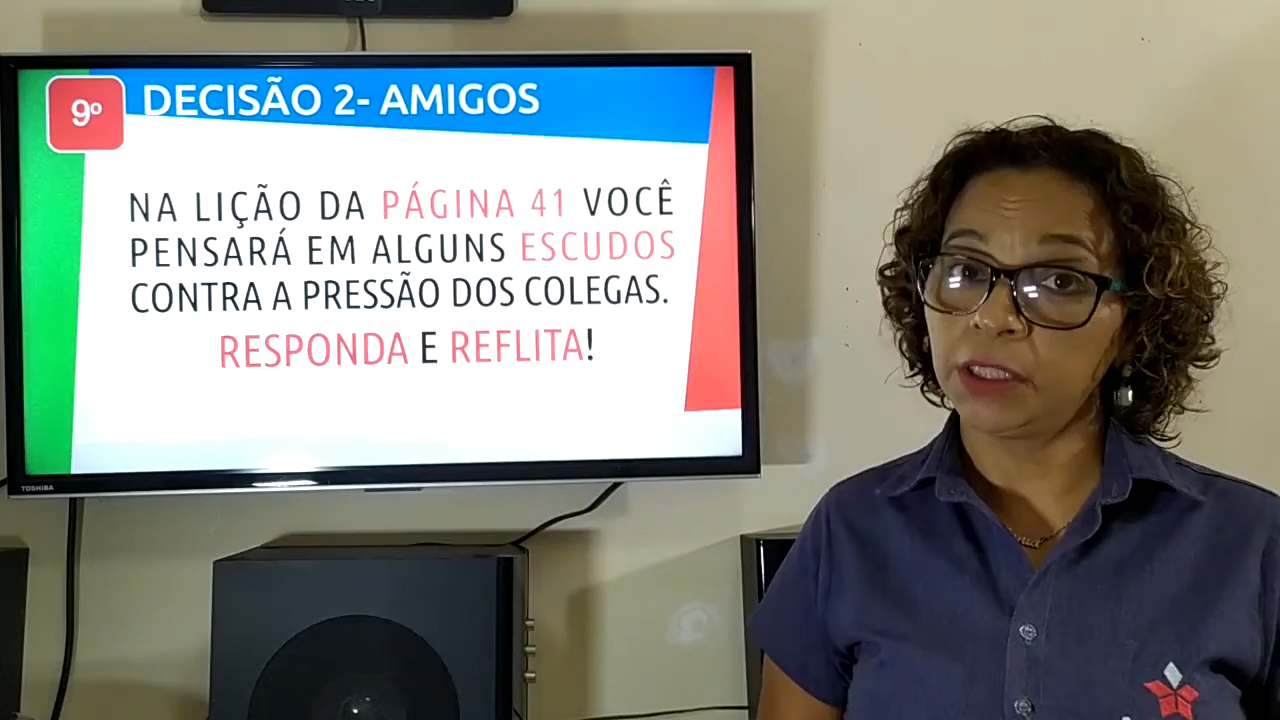 9º
DECISÃO 2- AMIGOS
NA LIÇÃO DA PÁGINA 41 VOCÊ
PENSARÁ EM ALGUNS ESCUDOS
CONTRA A PRESSÃO DOS COLEGAS.
RESPONDA E REFLITA!
TOSHIBA